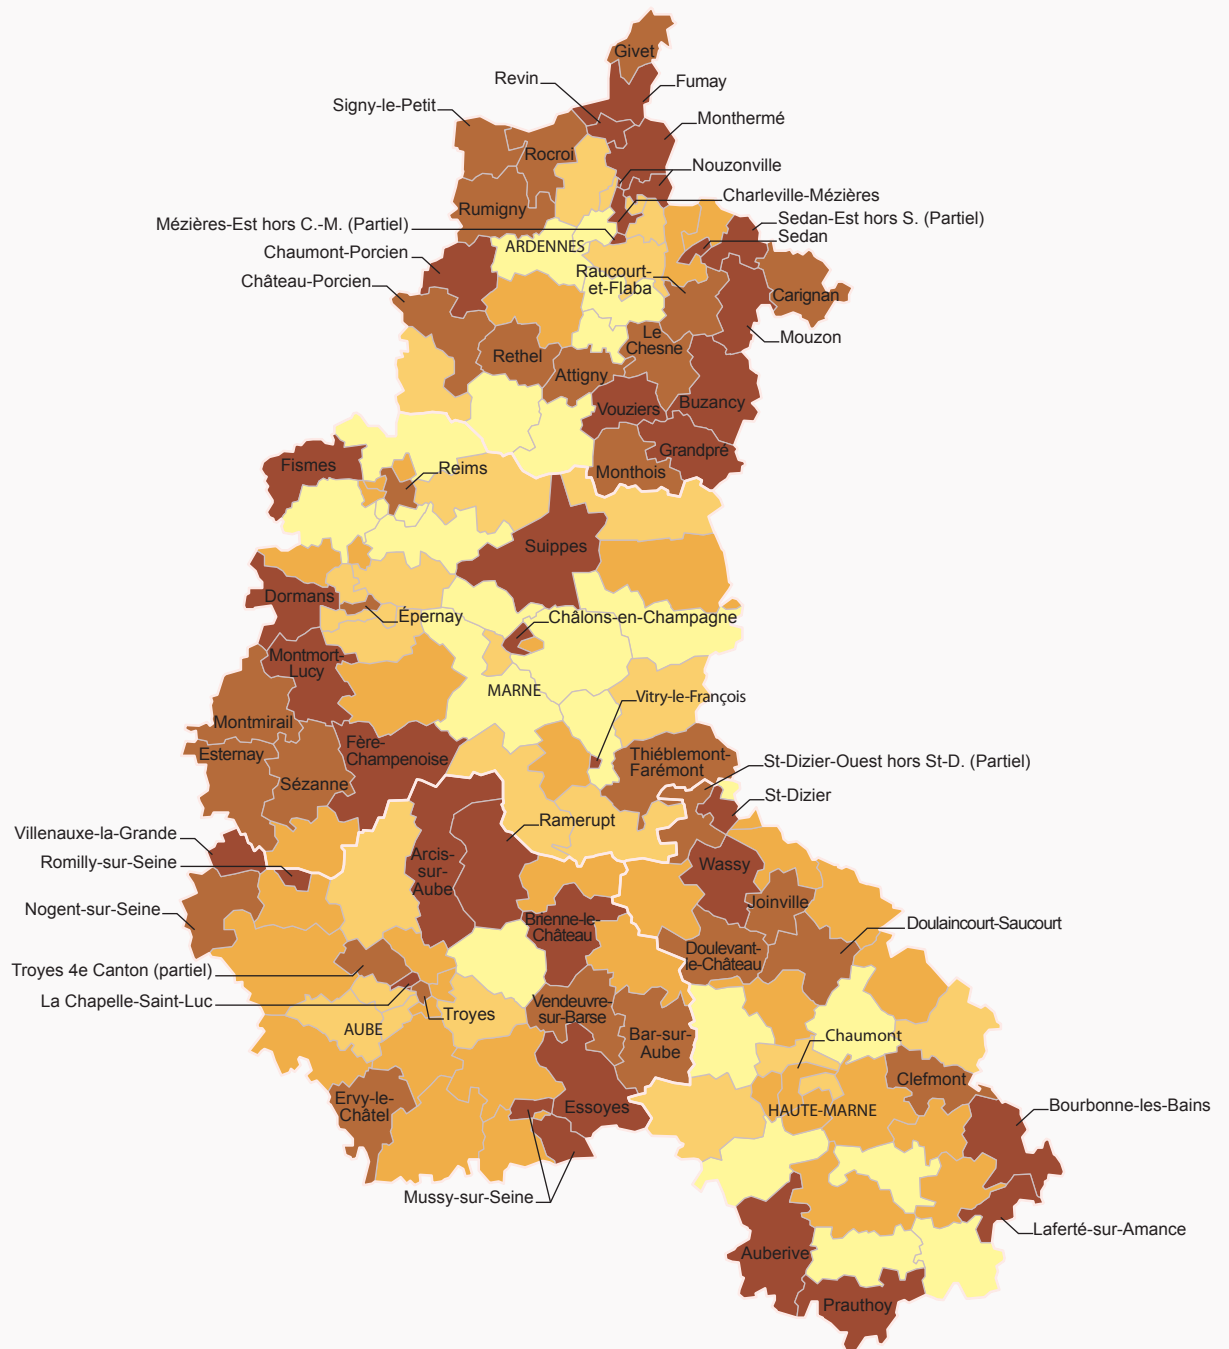 Givet
Revin
Fumay
Signy-le-Petit
Monthermé
Rocroi
Nouzonville
Charleville-Mézières
Rumigny
Mézières-Est hors C.-M. (Partiel)
Sedan-Est hors S. (Partiel)
Sedan
ARDENNES
Chaumont-Porcien
Raucourt-
et-Flaba
Château-Porcien
Carignan
Le
Chesne
Mouzon
Rethel
Attigny
Vouziers
Buzancy
Grandpré
Fismes
Reims
Monthois
Suippes
Dormans
Épernay
Châlons-en-Champagne
Montmort-
Lucy
MARNE
Vitry-le-François
Montmirail
Fère-
Champenoise
Esternay
Thiéblemont-
Farémont
St-Dizier-Ouest hors St-D. (Partiel)
Sézanne
St-Dizier
Ramerupt
Villenauxe-la-Grande
Romilly-sur-Seine
Arcis-
sur-
Aube
Wassy
Joinville
Nogent-sur-Seine
Brienne-le-
Château
Doulaincourt-Saucourt
Doulevant-
le-Château
Troyes 4e Canton (partiel)
La Chapelle-Saint-Luc
Vendeuvre-
sur-Barse
Troyes
AUBE
Bar-sur-
Aube
Chaumont
Clefmont
Ervy-le-
Châtel
Essoyes
HAUTE-MARNE
Bourbonne-les-Bains
Mussy-sur-Seine
Laferté-sur-Amance
Auberive
Prauthoy